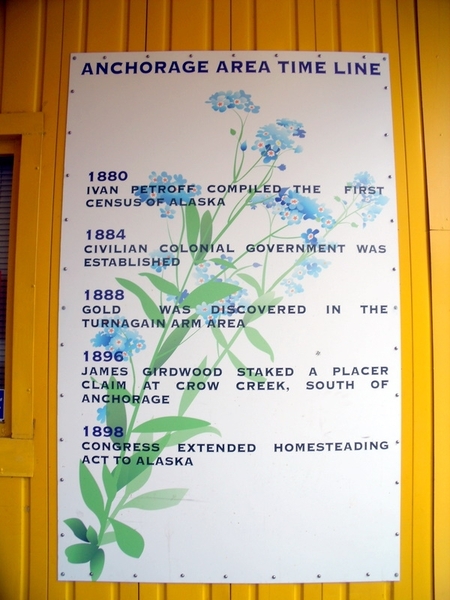 ANCHORAGE AREA TIME LINE
1880
IVAN PETROFF COMPILED THE FIRST
CENSUS OF ALASKA
1884
CIVILIAN COLONIAL GOVERNMENT WAS
ESTABLISHED
1888
GOLD WAS DISCOVERED IN THE
TURNAGAIN ARM AREA
1896
JAMES GIRDWOOD STAKED A PLACER
CLAIM AT CROW CREEK, SOUTH OF
ANCHORAGE
1898
CONGRESS EXTENDED HOMESTEADING
ACT TO ALASKA